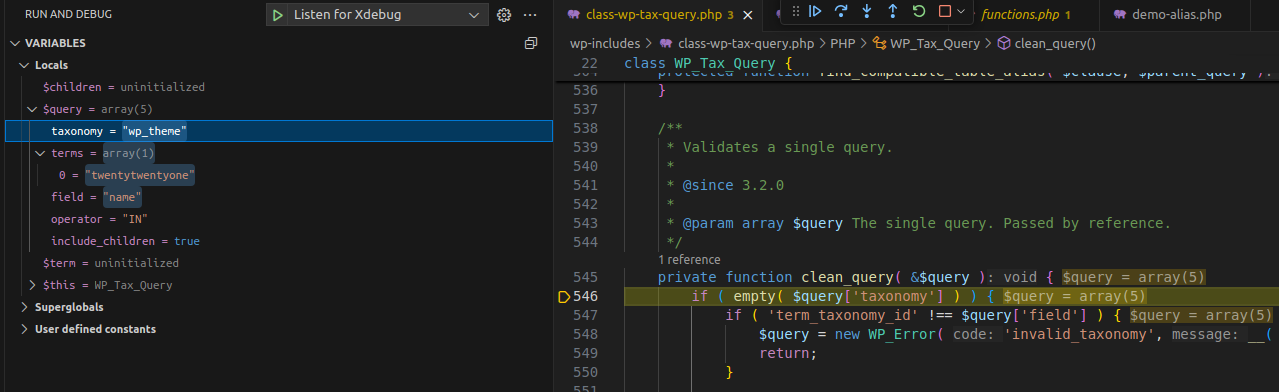 RUN AND DEBUG
Listen for Xdebug
VARIABLES
Locals
$children = uninitialized
$query = array(5)
taxonomy = "wp_theme"
terms = array(1)
0 = "twentytwentyone"
field = "name"
operator = "IN"
include_children = true
$term = uninitialized
$this = WP_Tax_Query
Superglobals
User defined constants
class-wp-tax-query.php 3
functions.php 1
demo-alias.php
wp-includes > class-wp-tax-query.php > PHP > WP_Tax_Query > clean_query()
22 class WP_Tax_Query {
protected function find_compatible_table_alias( $clause, $parent_query ):
536 }
537
538 /**
539 * Validates a single query.
540 *
541 * @since 3.2.0
542 *
543 * @param array $query The single query. Passed by reference.
544 */
1 reference
545 private function clean_query( &$query ): void { $query = array(5)
546 if ( empty( $query['taxonomy'] ) ) { $query = array(5)
547 if ( 'term_taxonomy_id' !== $query['field'] ) { $query = array(5)
548 $query = new WP_Error( code: 'invalid_taxonomy', message: __(
549 return;
550 }
551